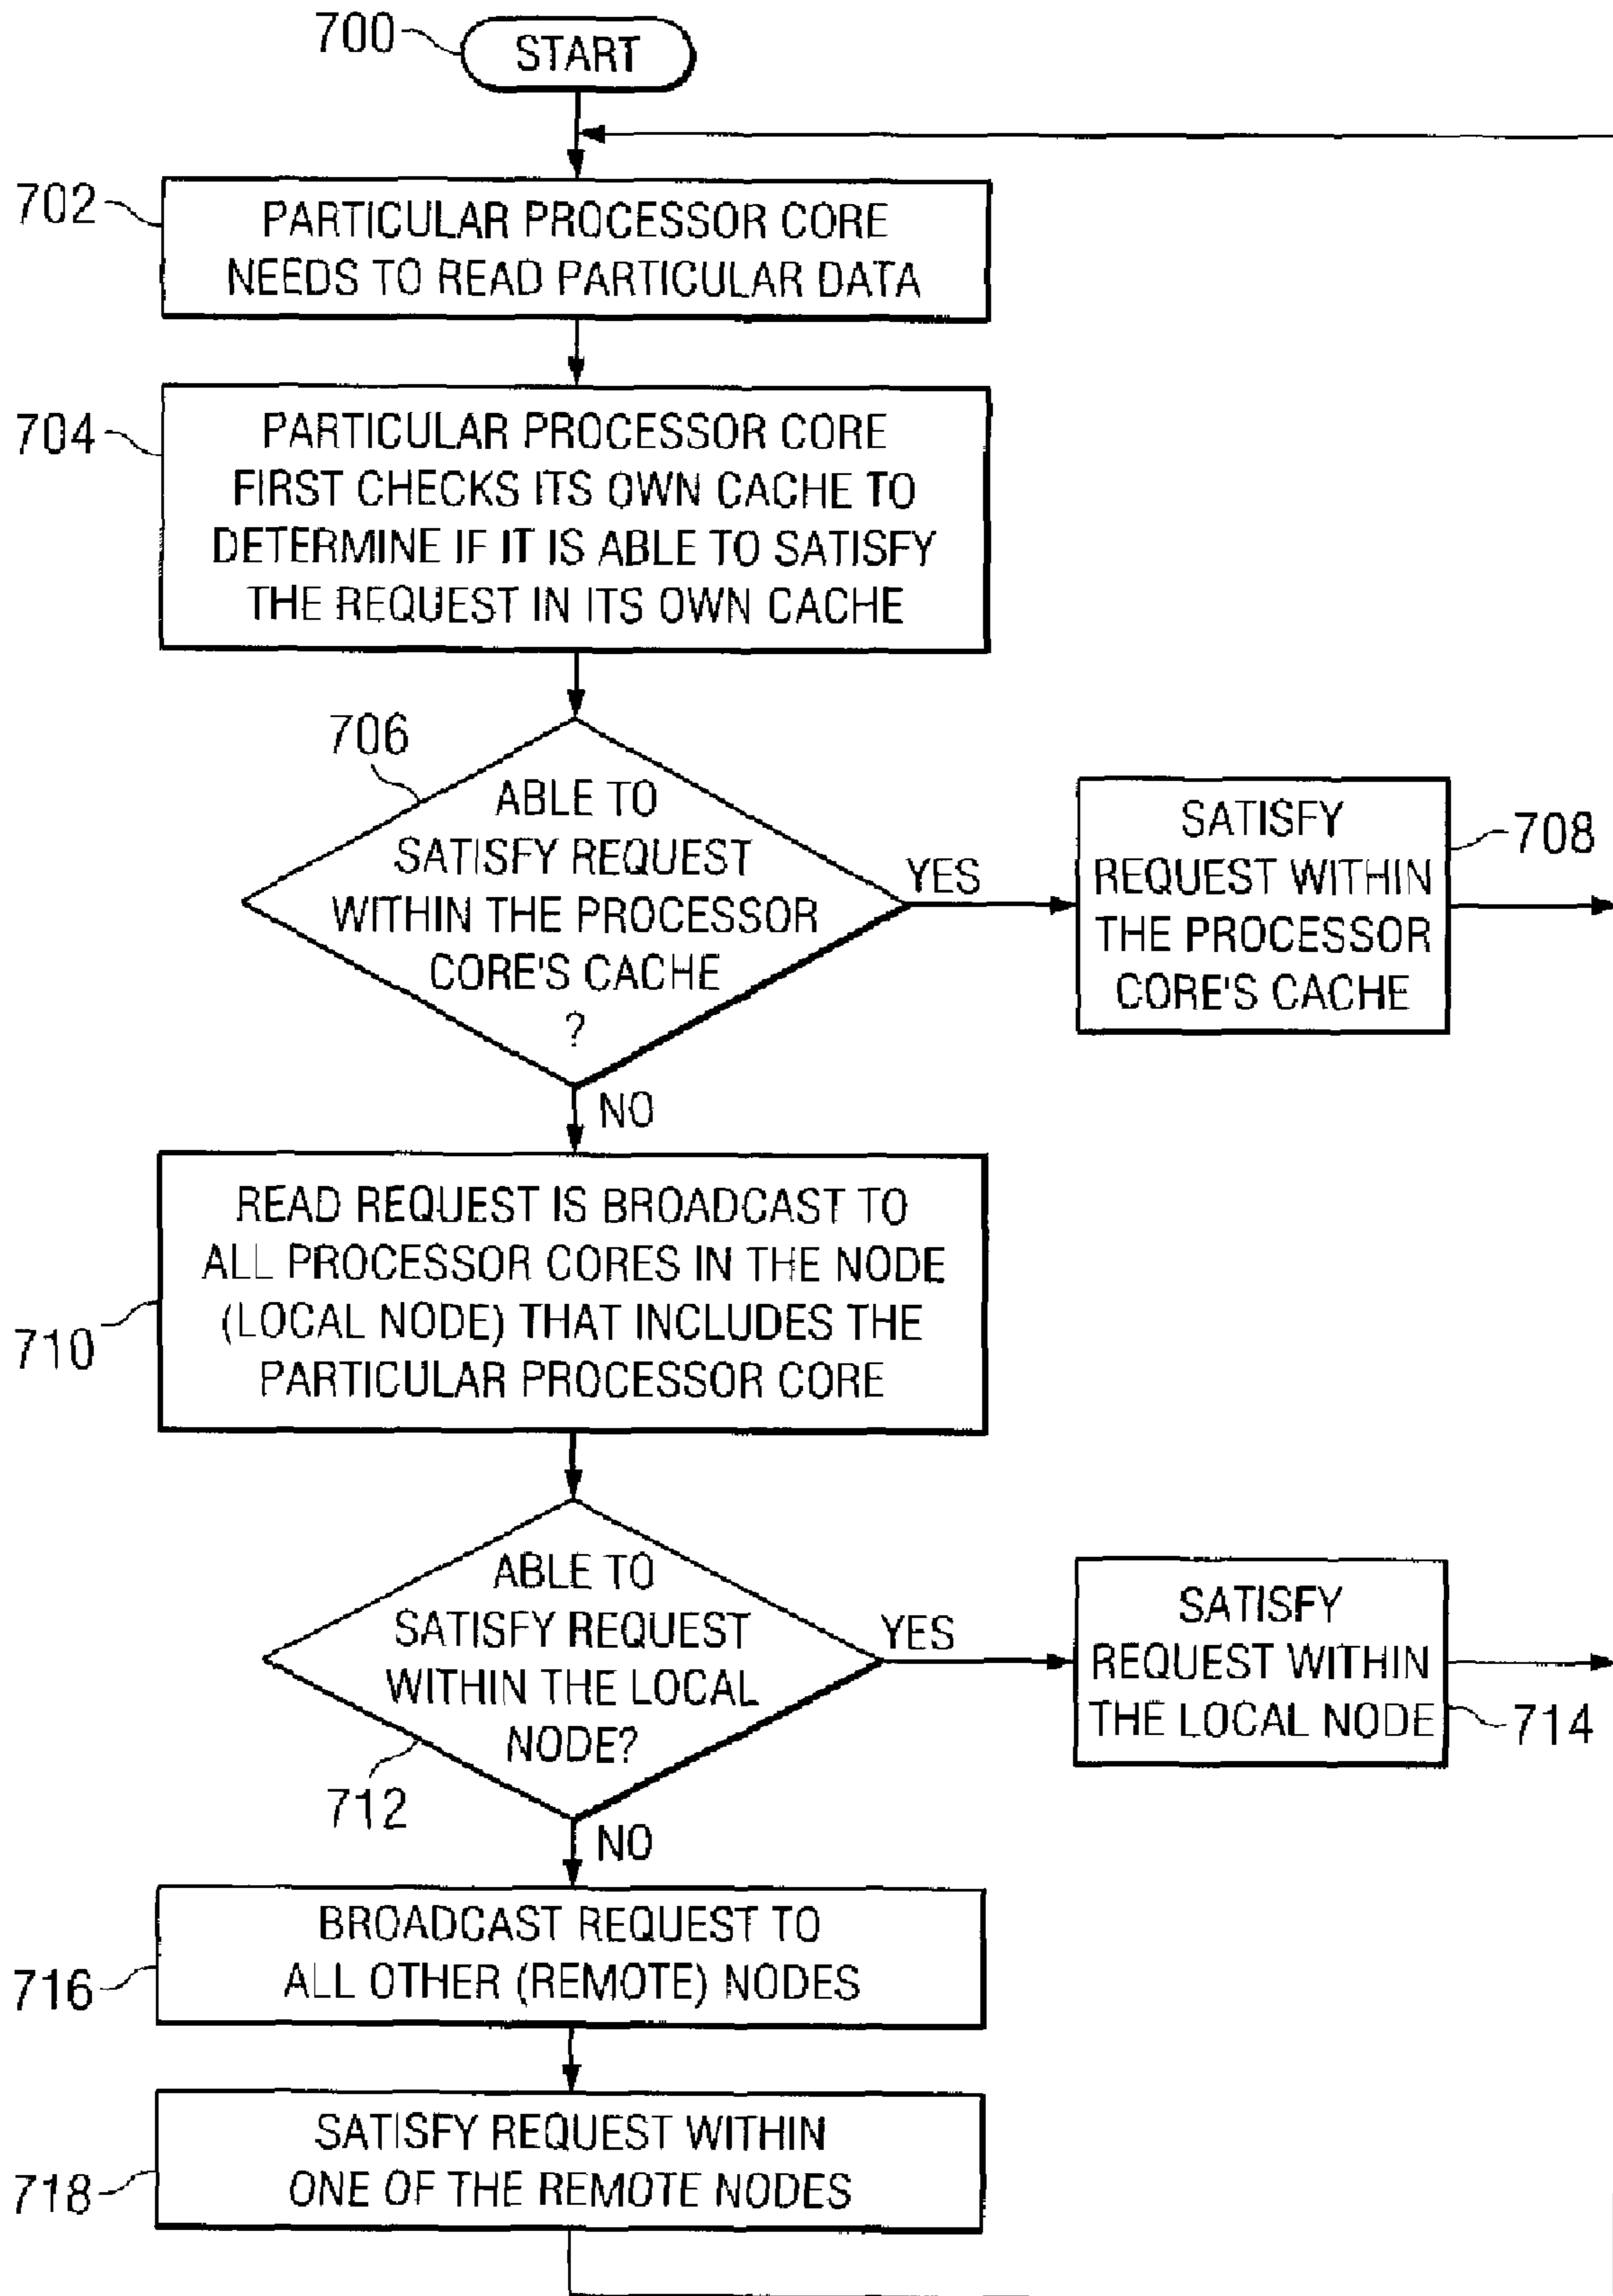 700
START
702
PARTICULAR PROCESSOR CORE
NEEDS TO READ PARTICULAR DATA
704
PARTICULAR PROCESSOR CORE
FIRST CHECKS ITS OWN CACHE TO
DETERMINE IF IT IS ABLE TO SATISFY
THE REQUEST IN ITS OWN CACHE
706
ABLE TO
SATISFY REQUEST
WITHIN THE PROCESSOR
CORE'S CACHE
?
YES
SATISFY
REQUEST WITHIN
THE PROCESSOR
CORE'S CACHE
708
NO
READ REQUEST IS BROADCAST TO
ALL PROCESSOR CORES IN THE NODE
(LOCAL NODE) THAT INCLUDES THE
PARTICULAR PROCESSOR CORE
710
ABLE TO
SATISFY REQUEST
WITHIN THE LOCAL
NODE?
712
YES
SATISFY
REQUEST WITHIN
THE LOCAL NODE
714
NO
BROADCAST REQUEST TO
ALL OTHER (REMOTE) NODES
716
SATISFY REQUEST WITHIN
ONE OF THE REMOTE NODES
718